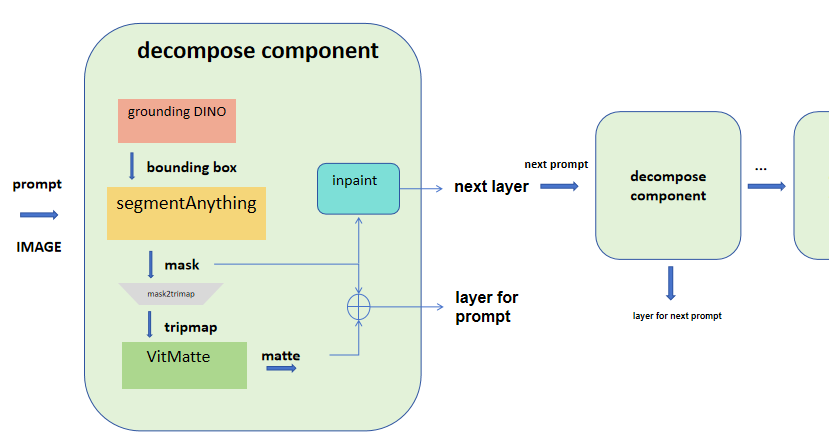 decompose component
grounding DINO
bounding box
prompt
IMAGE
segmentAnything
mask
mask2trimap
tripmap
VitMatte
matte
inpaint
next layer
layer for
prompt
next prompt
decompose
component
...
layer for next prompt